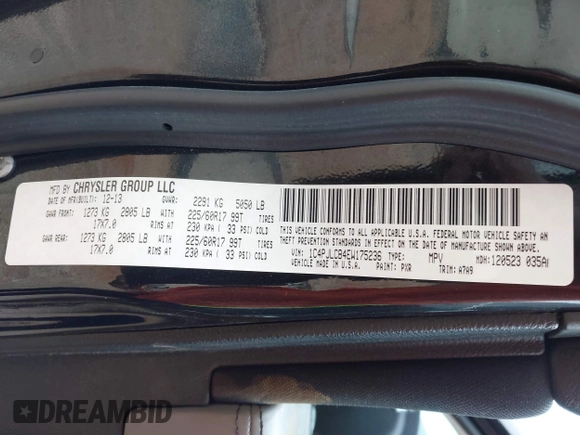 MFD BY CHRYSLER GROUP LLC
DATE OF MFR(BUILT): 12-13 GVWR: 2291 KG 5050 LB
GAWR FRONT: 1273 KG 2805 LB WITH 225/60R17 99T TIRES
17X7.0 RIMS AT 230 KPA ( 33 PSI) COLD
GAWR REAR: 1273 KG 2805 LB WITH 225/60R17 99T TIRES
17X7.0 RIMS AT 230 KPA ( 33 PSI) COLD
THIS VEHICLE CONFORMS TO ALL APPLICABLE U.S.A. FEDERAL MOTOR VEHICLE SAFETY AN
THEFT PREVENTION STANDARDS IN EFFECT ON THE DATE OF MANUFACTURE SHOWN ABOVE.
VIN: 1C4PJLCB4EW175236 TYPE: MPV MDH: 120523 035A
VEHICLE MADE IN U.S.A. PAINT: PXR TRIM: A7A9
DREAMBID